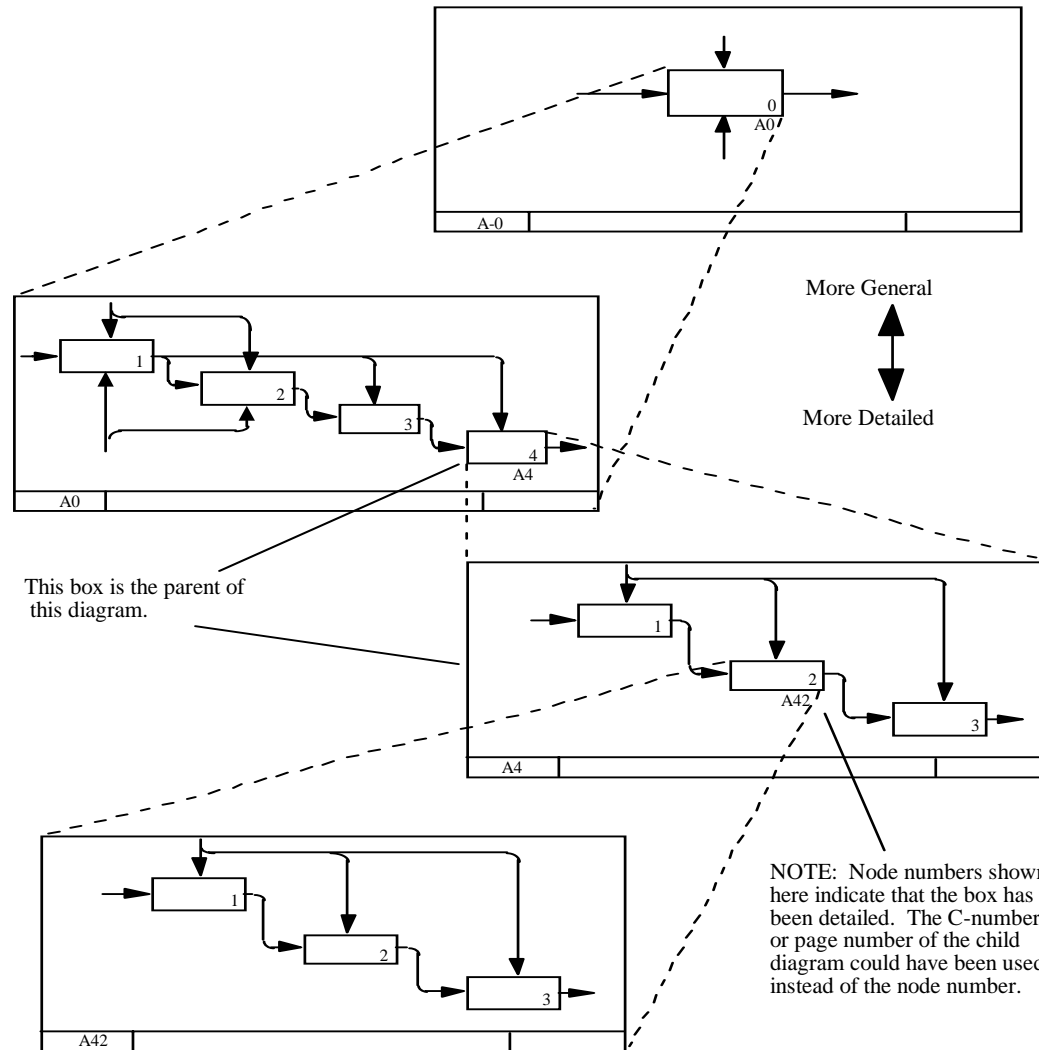 0
A0
A-0
More General
More Detailed
1
2
3
4
A4
A0
This box is the parent of
this diagram.
1
2
A42
3
A4
NOTE: Node numbers shown
here indicate that the box has
been detailed. The C-number
or page number of the child
diagram could have been used
instead of the node number.
1
2
3
A42